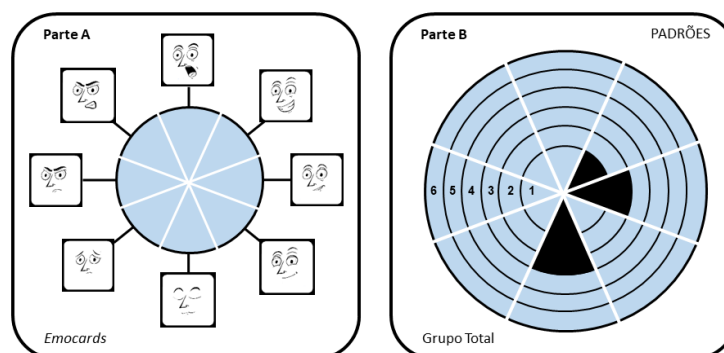 Parte A
Emocards
Parte B
PADRÕES
6 5 4 3 2 1
Grupo Total